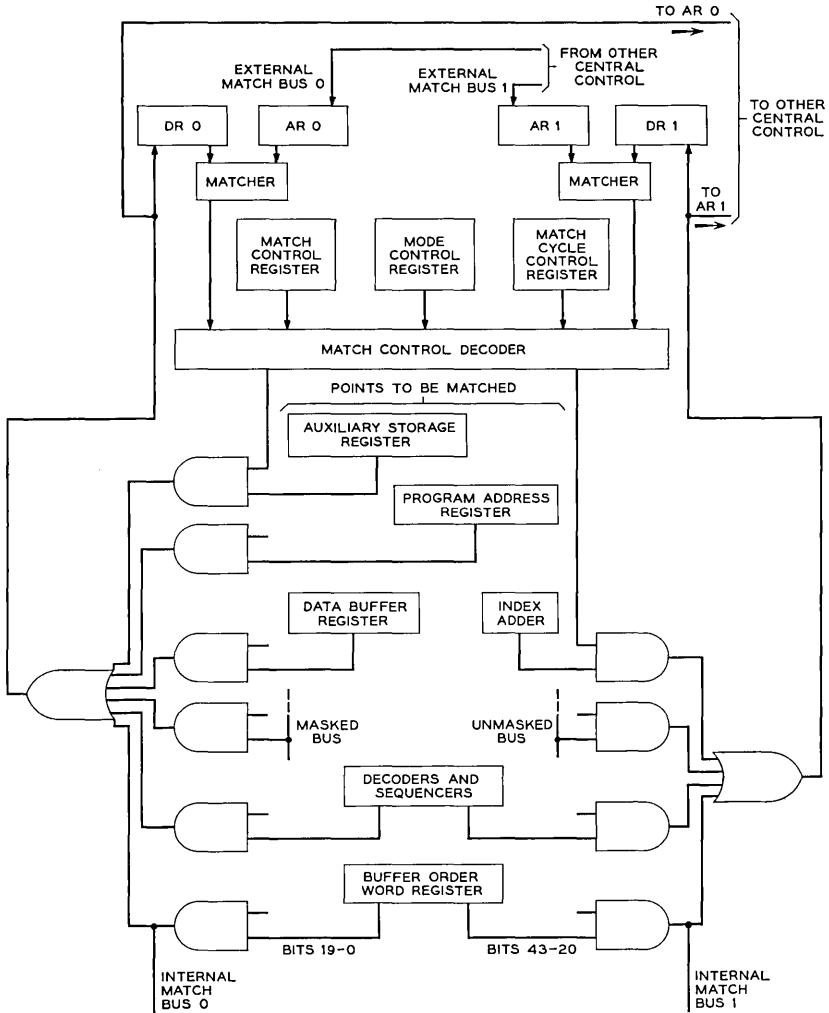 TO AR 0
FROM OTHER
CENTRAL
CONTROL
EXTERNAL
MATCH BUS 0
EXTERNAL
MATCH BUS 1
TO OTHER
CENTRAL
CONTROL
DR 0
AR 0
AR 1
DR 1
MATCHER
MATCHER
TO
AR 1
MATCH
CONTROL
REGISTER
MODE
CONTROL
REGISTER
MATCH
CYCLE
CONTROL
REGISTER
MATCH CONTROL DECODER
POINTS TO BE MATCHED
AUXILIARY STORAGE
REGISTER
PROGRAM ADDRESS
REGISTER
DATA BUFFER
REGISTER
INDEX
ADDER
MASKED
BUS
UNMASKED
BUS
DECODERS AND
SEQUENCERS
BUFFER ORDER
WORD REGISTER
BITS 19-0
BITS 43-20
INTERNAL
MATCH
BUS 0
INTERNAL
MATCH
BUS 1